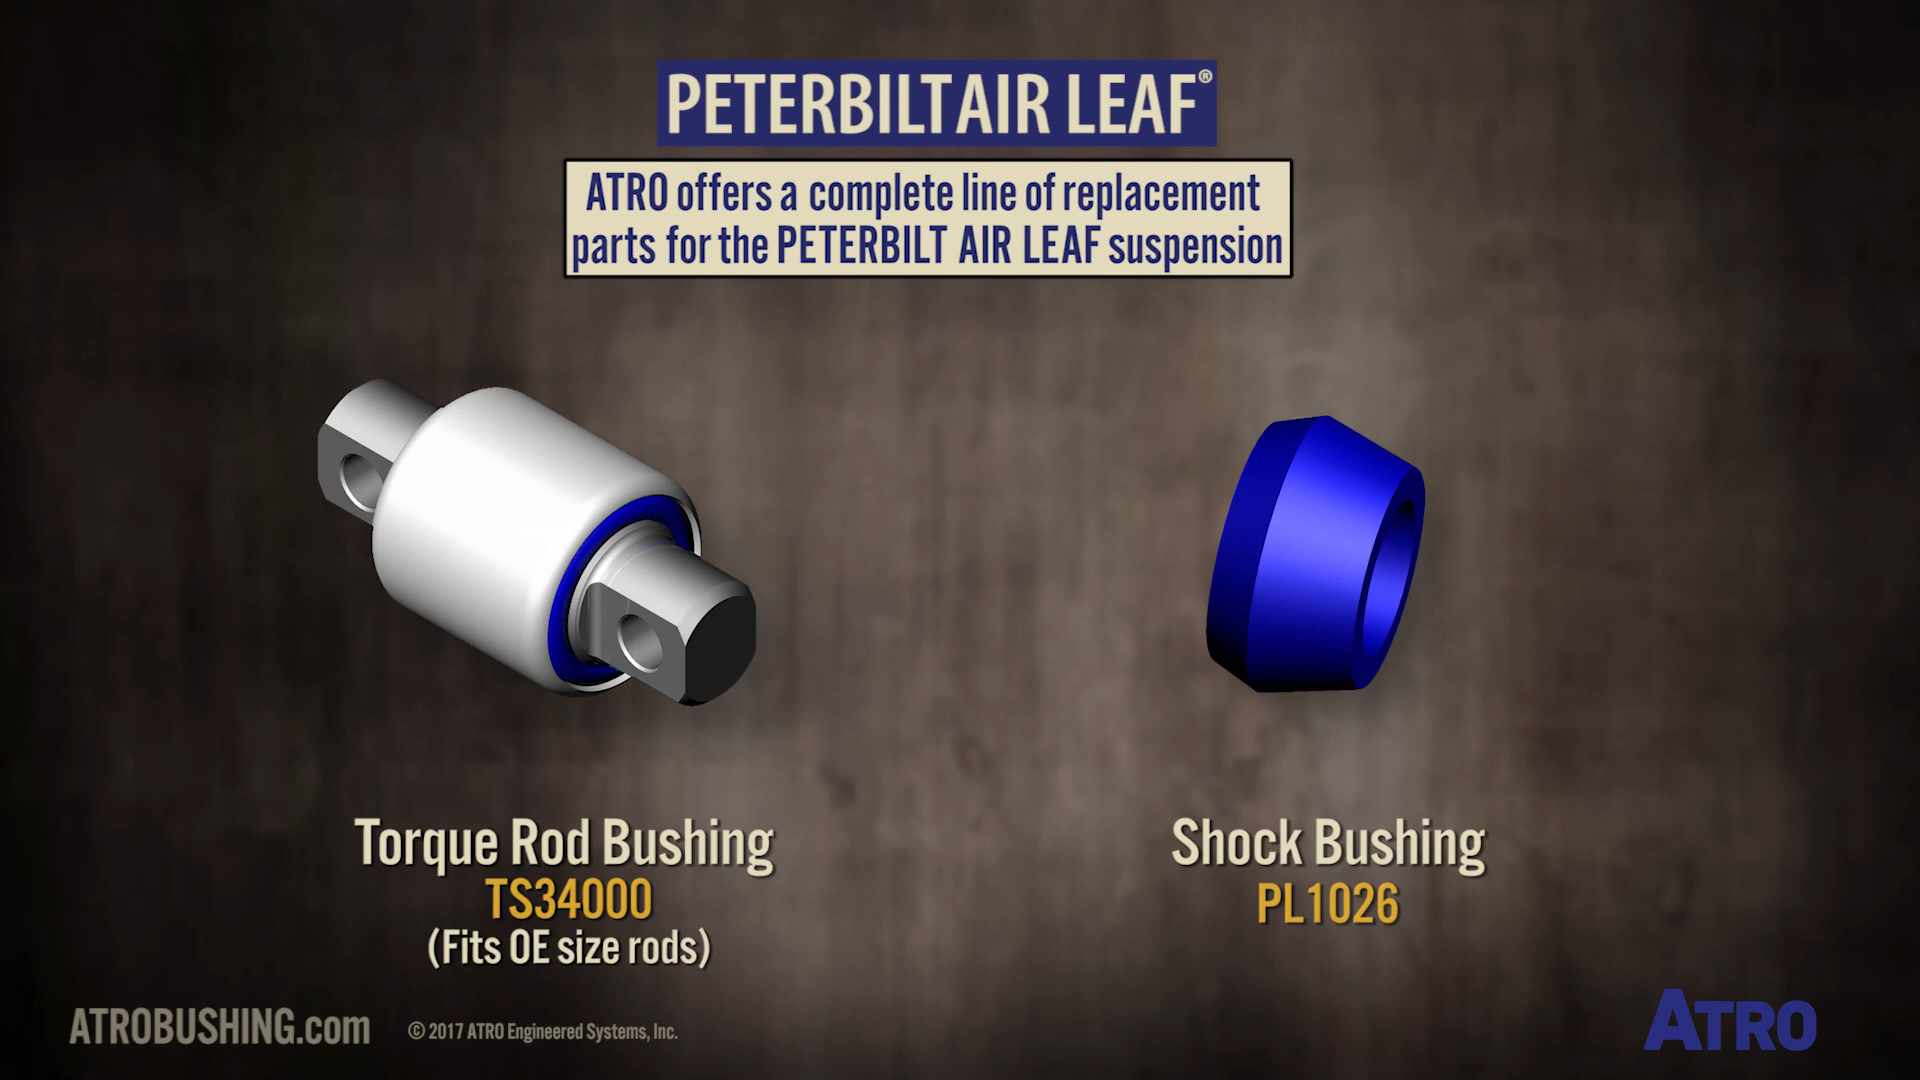 PETERBILT AIR LEAF®
ATRO offers a complete line of replacement
parts for the PETERBILT AIR LEAF suspension
Torque Rod Bushing
TS34000
(Fits OE size rods)
Shock Bushing
PL1026
ATROBUSHING.com
© 2017 ATRO Engineered Systems, Inc.
ATRO